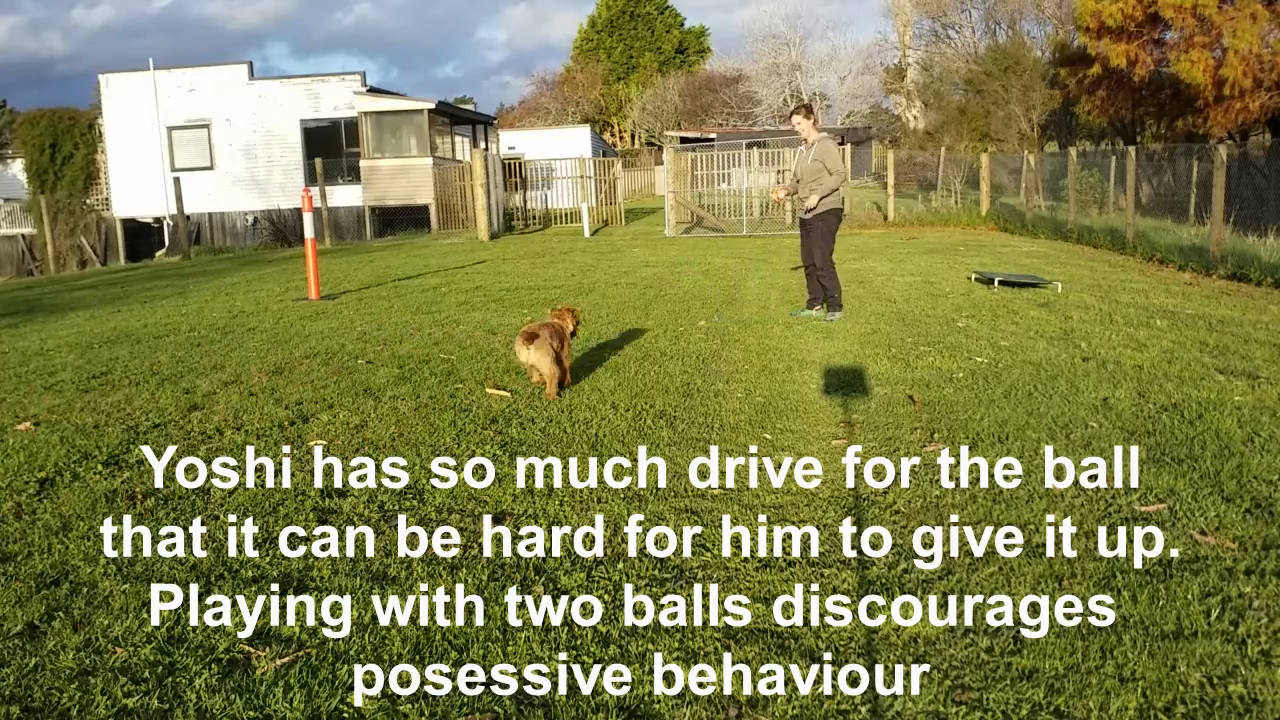 Yoshi has so much drive for the ball
that it can be hard for him to give it up.
Playing with two balls discourages
posessive behaviour